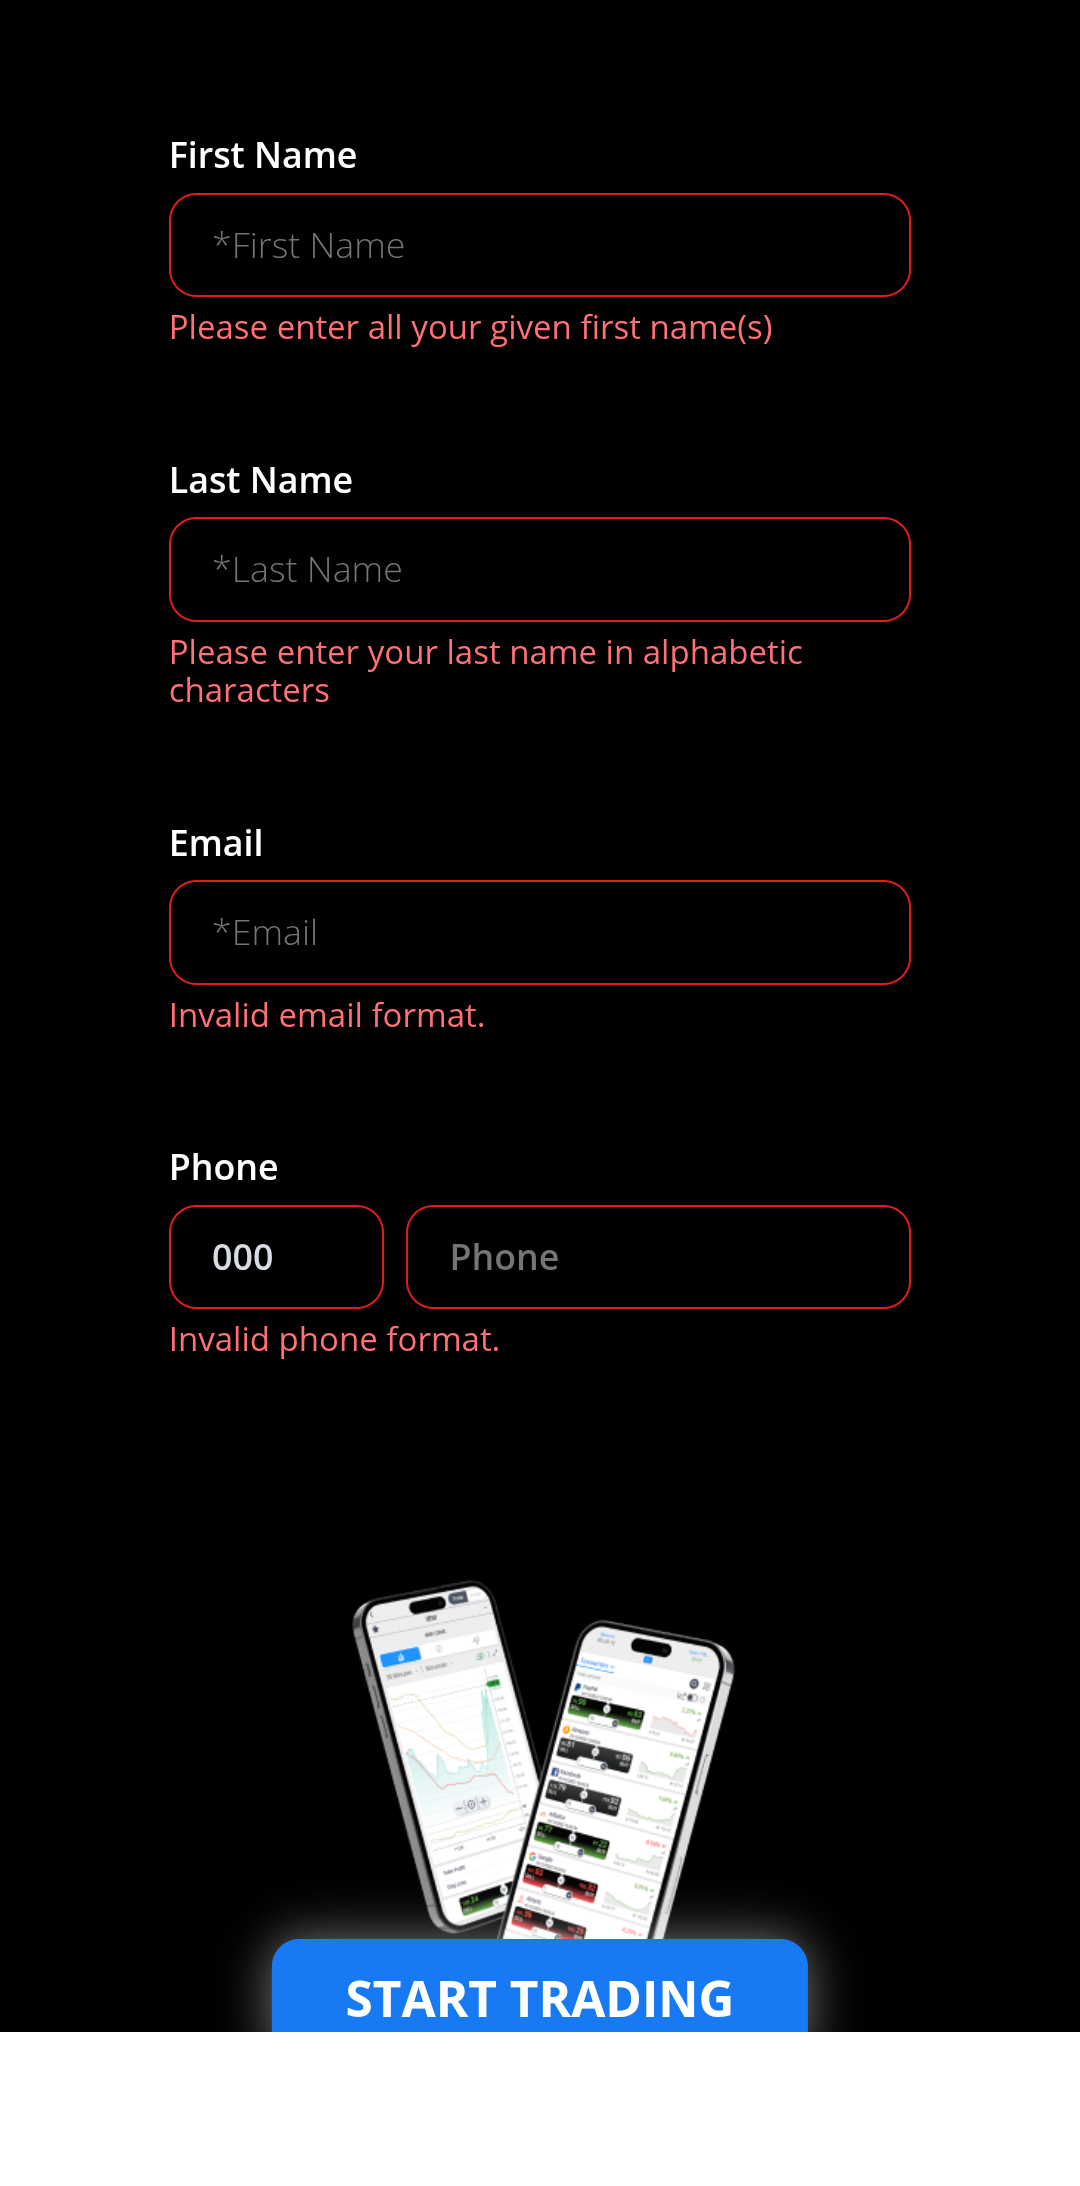 First Name
*First Name
Please enter all your given first name(s)
Last Name
*Last Name
Please enter your last name in alphabetic
characters
Email
*Email
Invalid email format.
Phone
000 Phone
Invalid phone format.
START TRADING